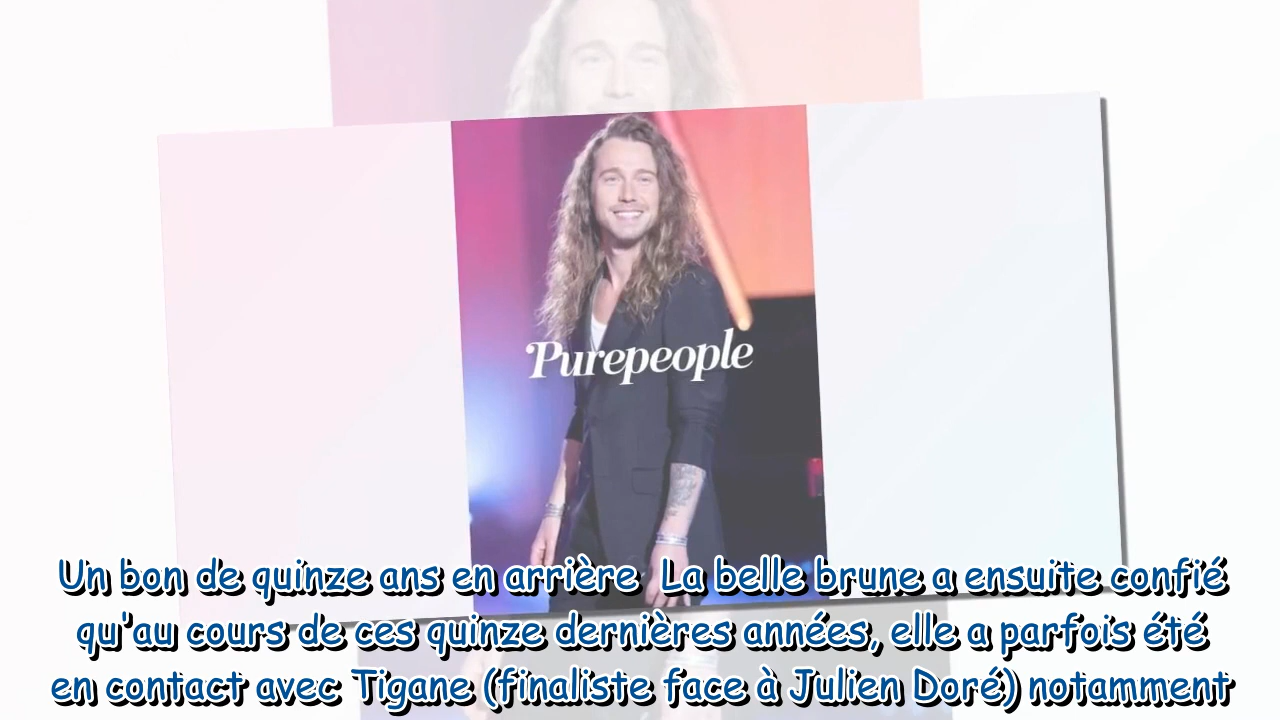 Purepeople
Un bon de quinze ans en arrière La belle brune a ensuite confié
qu'au cours de ces quinze dernières années, elle a parfois été
en contact avec Tigane (finaliste face à Julien Doré) notamment